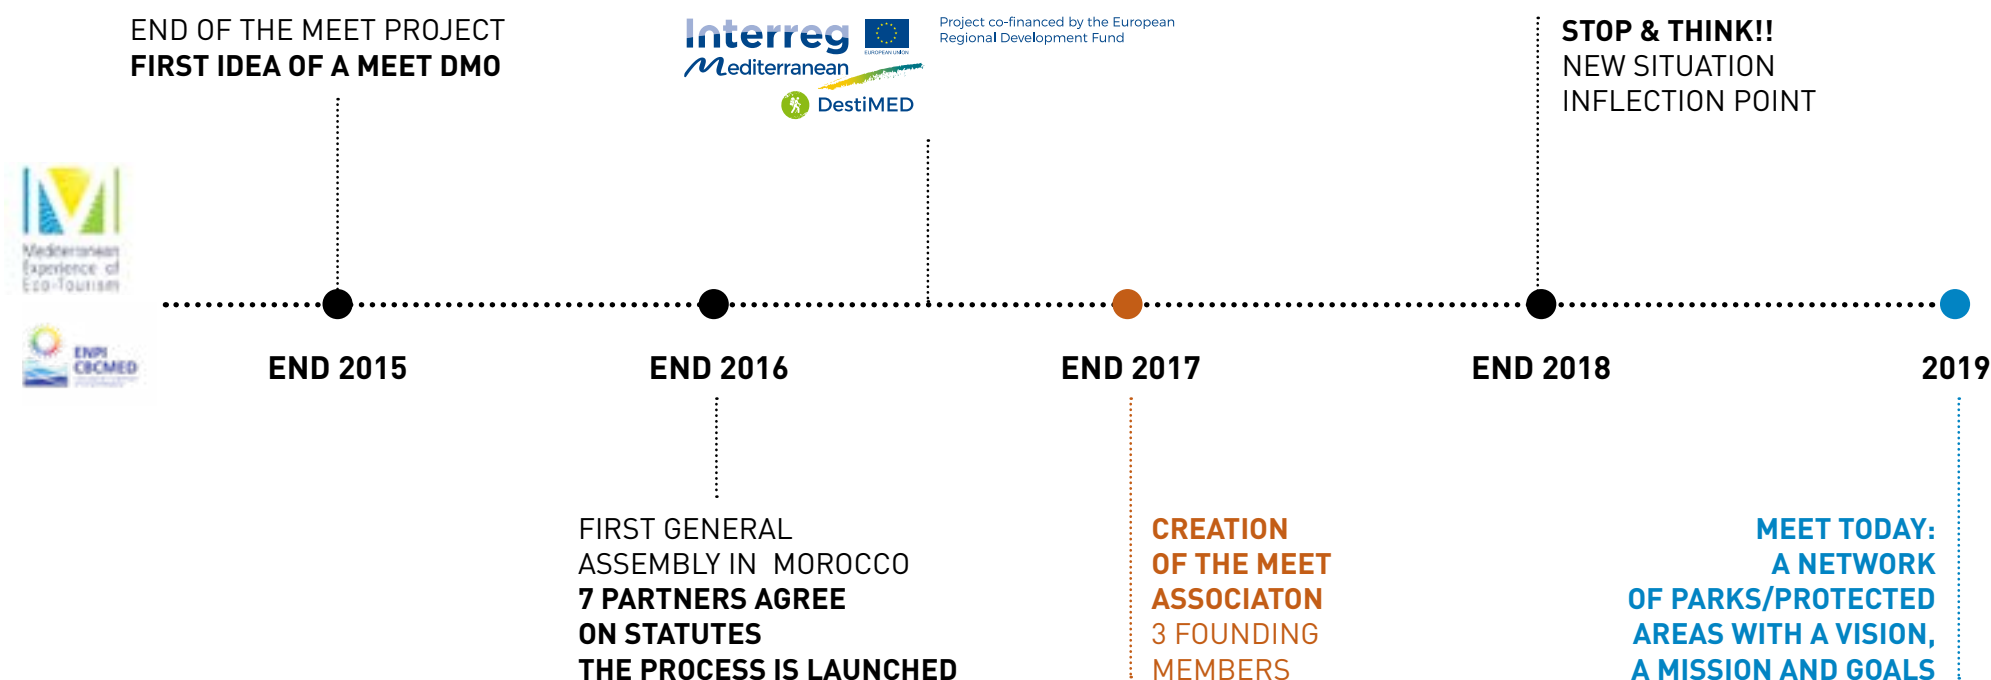 END OF THE MEET PROJECT
FIRST IDEA OF A MEET DMO
Interreg
Mediterranean
EUROPEAN UNION
DestiMED
Project co-financed by the European
Regional Development Fund
STOP & THINK!!
NEW SITUATION
INFLECTION POINT
Mediterranean
Experience of
Eco-Tourism
ENPI
CBCMED
END 2015
END 2016
END 2017
END 2018
2019
FIRST GENERAL
ASSEMBLY IN MOROCCO
7 PARTNERS AGREE
ON STATUTES
THE PROCESS IS LAUNCHED
CREATION
OF THE MEET
ASSOCIATON
3 FOUNDING
MEMBERS
MEET TODAY:
A NETWORK
OF PARKS/PROTECTED
AREAS WITH A VISION,
A MISSION AND GOALS